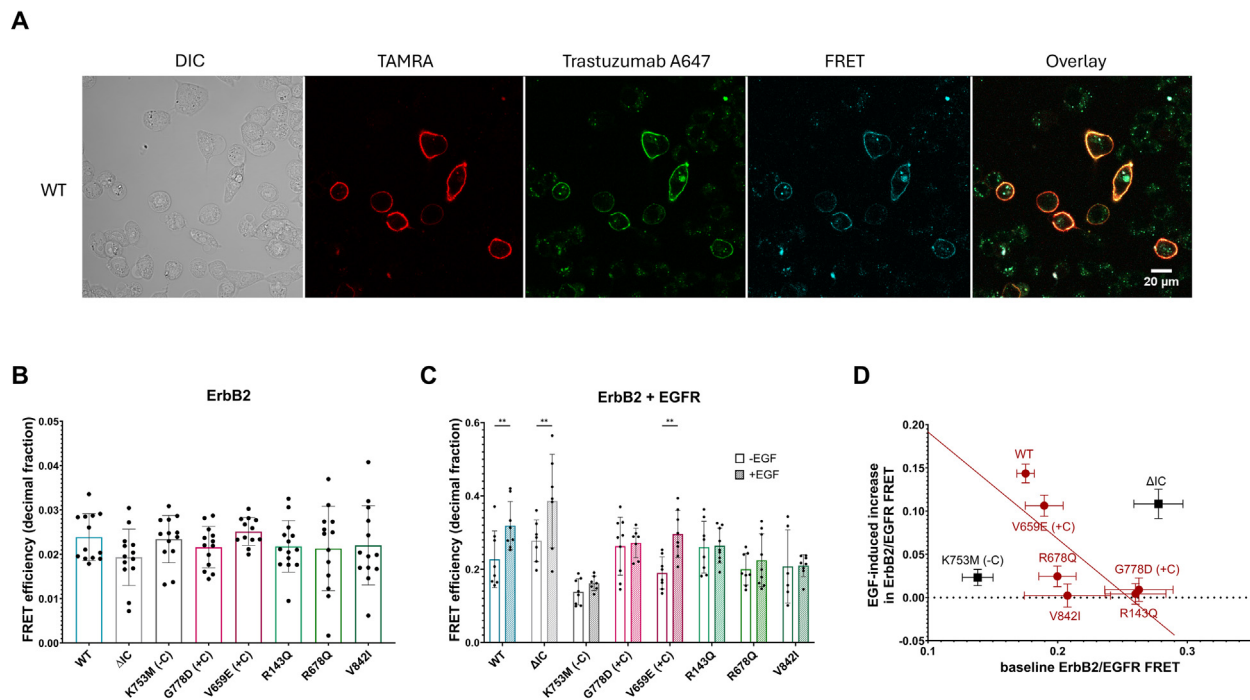 A
DIC
TAMRA
Trastuzumab A647
FRET
Overlay
WT
20 µm
B
ErbB2
FRET efficiency (decimal fraction)
0.05
0.04
0.03
0.02
0.01
0.00
WT
ΔIC
K753M (-C)
G778D (+C)
V659E (+C)
R143Q
R678Q
V842I
C
ErbB2 + EGFR
FRET efficiency (decimal fraction)
0.6
0.4
0.2
0.0
**
**
**
-EGF
+EGF
WT
ΔIC
K753M (-C)
G778D (+C)
V659E (+C)
R143Q
R678Q
V842I
D
EGF-induced increase
in ErbB2/EGFR FRET
0.20
0.15
0.10
0.05
0.00
-0.05
WT
ΔIC
V659E (+C)
K753M (-C)
R678Q
G778D (+C)
V842I
R143Q
0.1
0.2
0.3
baseline ErbB2/EGFR FRET